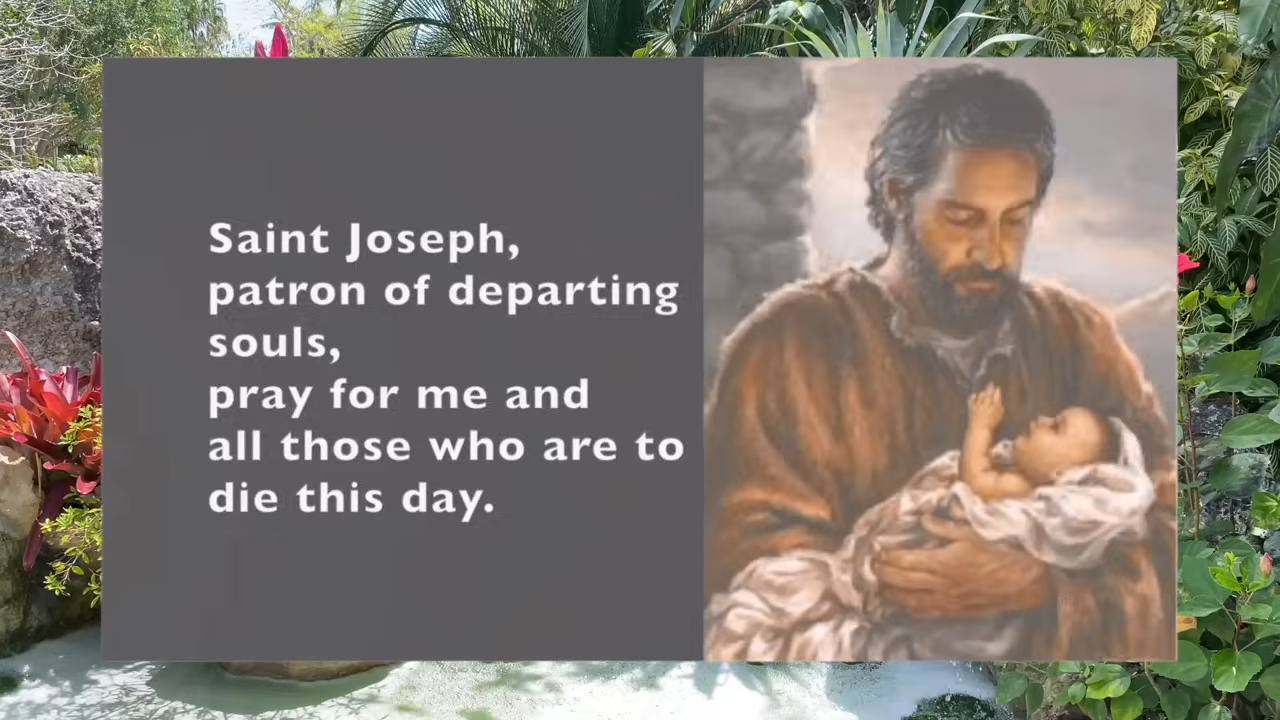 Saint Joseph,
patron of departing
souls,
pray for me and
all those who are to
die this day.